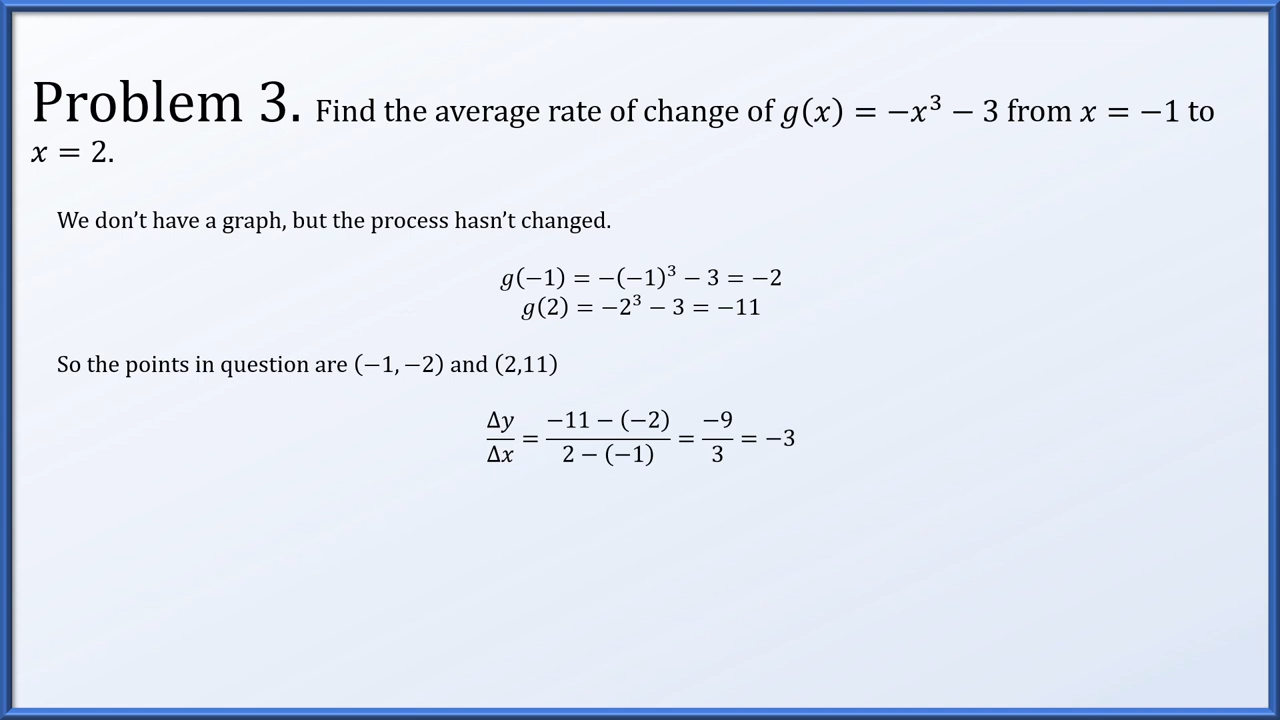 Problem 3. Find the average rate of change of g(x) = −x³ − 3 from x = −1 to
x = 2.
We don’t have a graph, but the process hasn’t changed.
g(−1) = −(−1)³ − 3 = −2
g(2) = −2³ − 3 = −11
So the points in question are (−1, −2) and (2,11)
Δy/Δx = (−11 − (−2))/(2 − (−1)) = −9/3 = −3